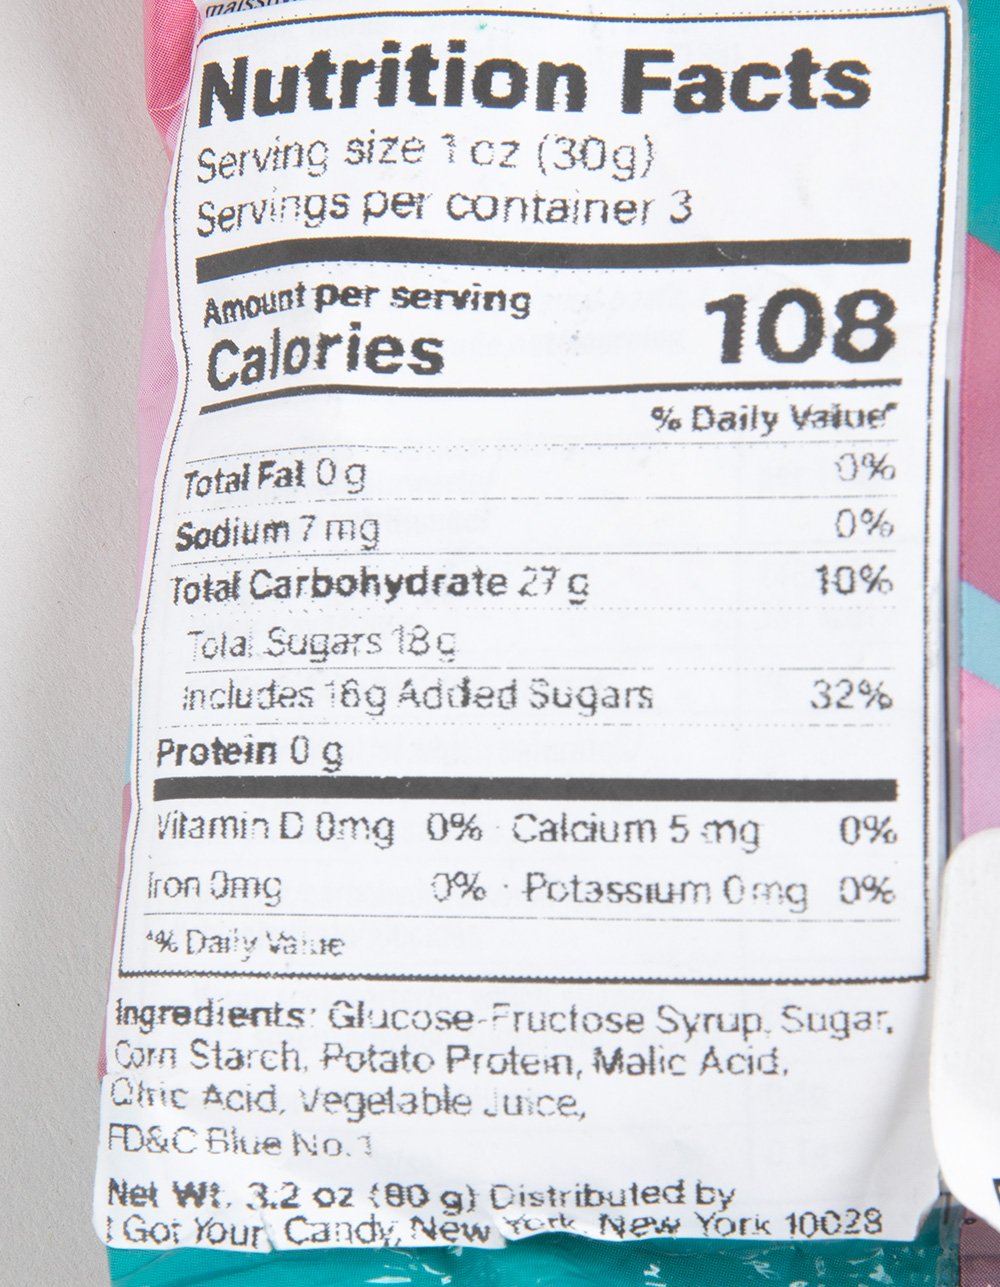 Nutrition Facts
Serving size 1 oz (30g)
Servings per container 3
Amount per serving
Calories 108
% Daily Value*
Total Fat 0 g 0%
Sodium 7 mg 0%
Total Carbohydrate 27 g 10%
Total Sugars 18 g
Includes g Added Sugars 32%
Protein 0 g
Vitamin D 0mg 0% · Calcium 5 mg 0%
Iron 0mg 0% · Potassium 0 mg 0%
*% Daily Value
Ingredients: Glucose-Fructose Syrup, Sugar,
Corn Starch, Potato Protein, Malic Acid,
Citric Acid, Vegetable Juice,
FD&C Blue No. 1
Net Wt. 3.2 oz (90 g) Distributed by
I Got Your Candy, New York, New York 10028